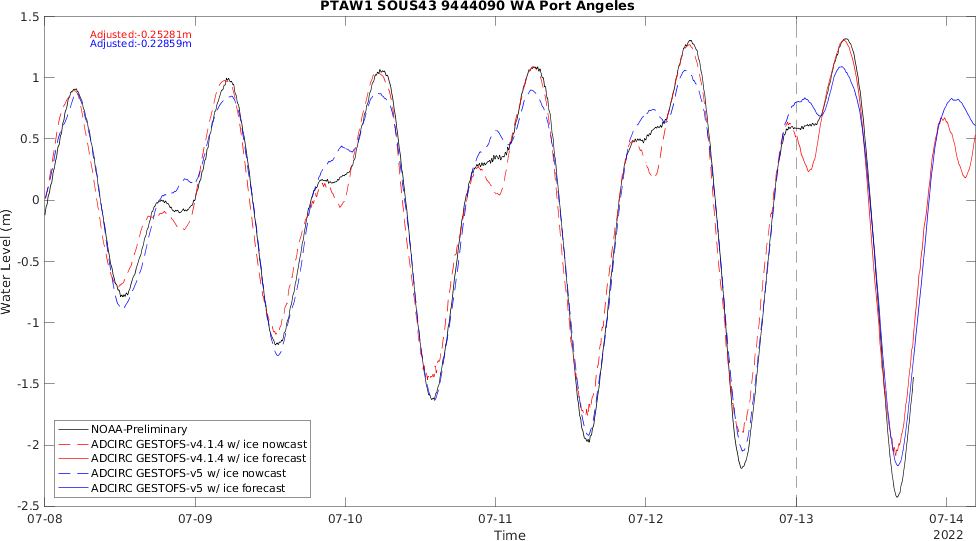 PTAW1 SOUS43 9444090 WA Port Angeles
Adjusted:-0.25281m
Adjusted:-0.22859m
1.5
1
0.5
0
-0.5
-1
-1.5
-2
-2.5
Water Level (m)
NOAA-Preliminary
ADCIRC GESTOFS-v4.1.4 w/ ice nowcast
ADCIRC GESTOFS-v4.1.4 w/ ice forecast
ADCIRC GESTOFS-v5 w/ ice nowcast
ADCIRC GESTOFS-v5 w/ ice forecast
07-08 07-09 07-10 07-11 07-12 07-13 07-14
Time 2022